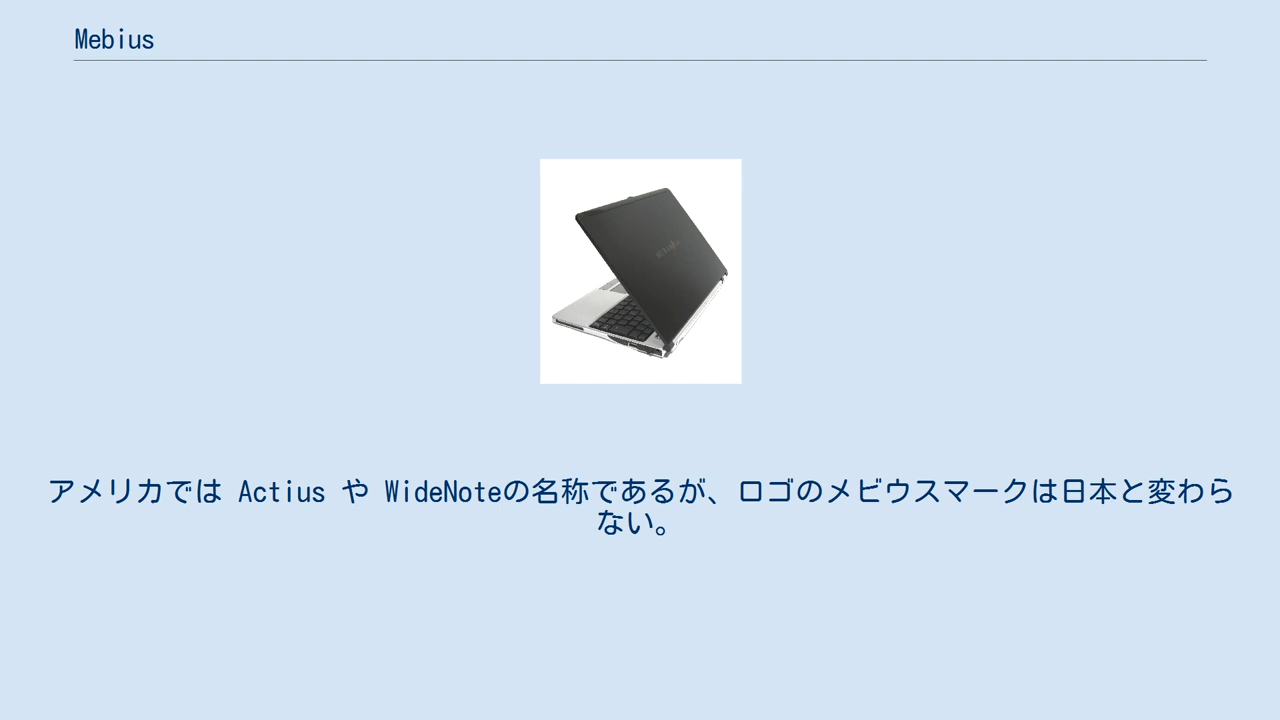 Mebius
アメリカでは Actius や WideNoteの名称であるが、ロゴのメビウスマークは日本と変わら
ない。